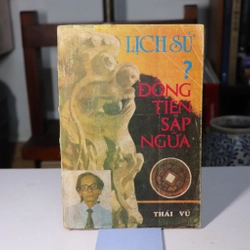 LỊCH SỬ
?
ĐỒNG
TIỀN
SẤP
NGỬA
THÁI VŨ